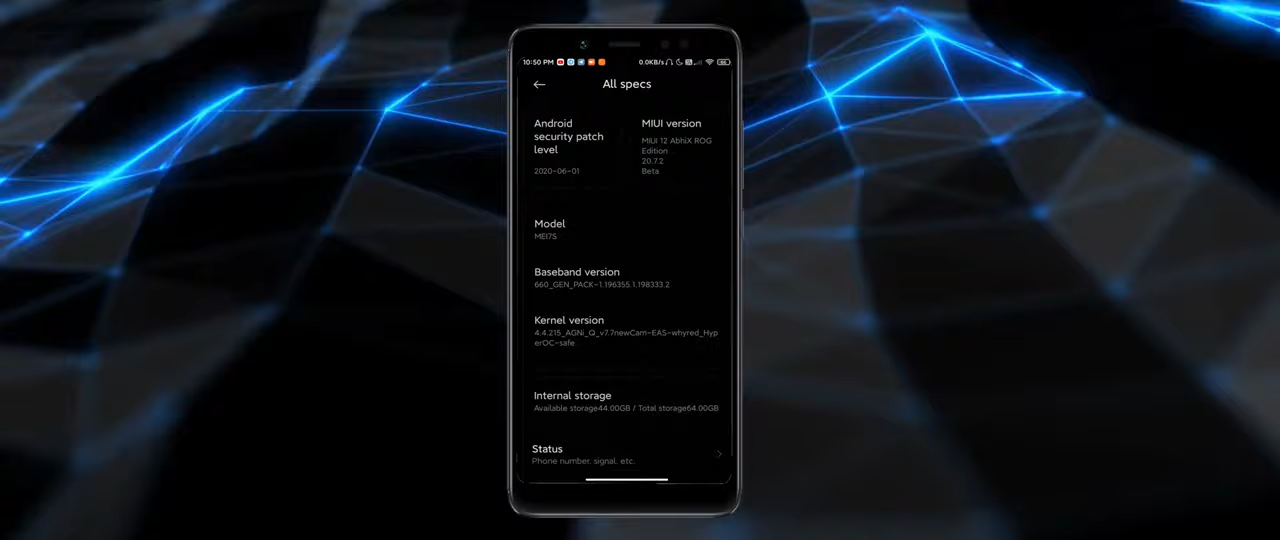 10:50 PM
0.0KB/s
66
All specs
Android
security patch
level
2020-06-01
MIUI version
MIUI 12 AbhiX ROG
Edition
20.7.2
Beta
Model
MEI7S
Baseband version
660_GEN_PACK-1.196355.1.198333.2
Kernel version
4.4.215_AGNi_Q_v7.7newCam-EAS-whyred_Hyp
erOC-safe
Internal storage
Available storage44.00GB / Total storage64.00GB
Status
Phone number, signal, etc.